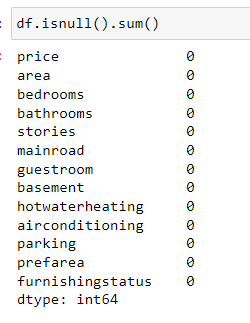 df.isnull().sum()
price 0
area 0
bedrooms 0
bathrooms 0
stories 0
mainroad 0
guestroom 0
basement 0
hotwaterheating 0
airconditioning 0
parking 0
prefarea 0
furnishingstatus 0
dtype: int64